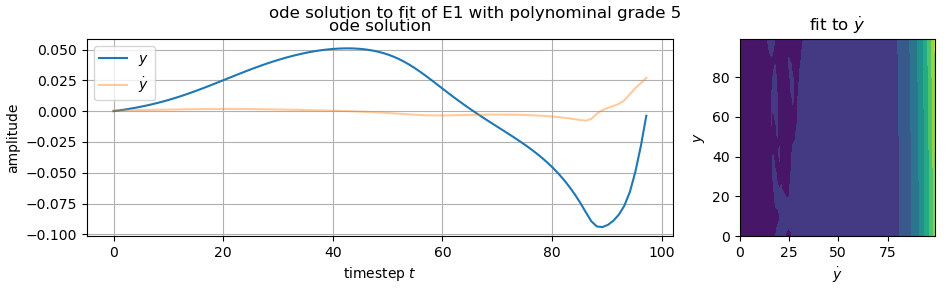 ode solution to fit of E1 with polynominal grade 5
ode solution
0.050
0.025
0.000
−0.025
−0.050
−0.075
−0.100
amplitude
y
ẏ
0 20 40 60 80 100
timestep t
fit to ẏ
80
60
40
20
0
y
0 25 50 75
ẏ